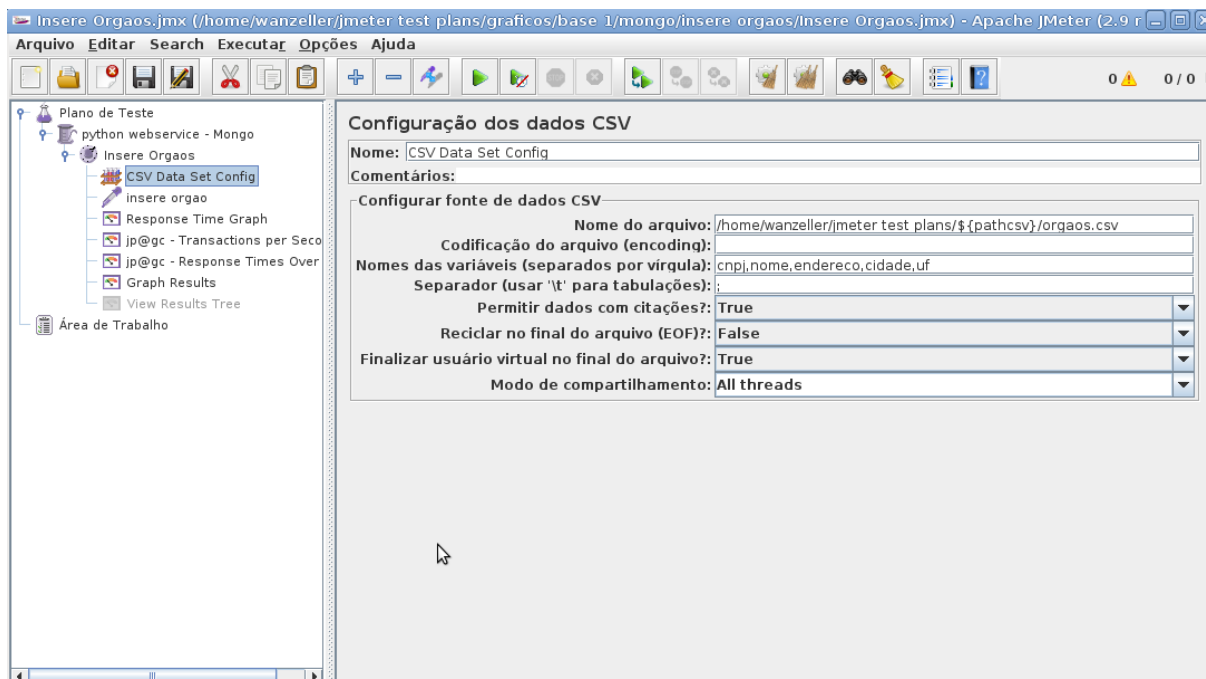 Insere Orgaos.jmx (/home/wanzeller/jmeter test plans/graficos/base 1/mongo/insere orgaos/Insere Orgaos.jmx) - Apache JMeter (2.9 r
Arquivo Editar Search Executar Opções Ajuda
0 0 / 0
Plano de Teste
python webservice - Mongo
Insere Orgaos
CSV Data Set Config
insere orgao
Response Time Graph
jp@gc - Transactions per Seco
jp@gc - Response Times Over
Graph Results
View Results Tree
Área de Trabalho
Configuração dos dados CSV
Nome: CSV Data Set Config
Comentários:
Configurar fonte de dados CSV
Nome do arquivo: /home/wanzeller/jmeter test plans/${pathcsv}/orgaos.csv
Codificação do arquivo (encoding):
Nomes das variáveis (separados por vírgula): cnpj,nome,endereco,cidade,uf
Separador (usar '\t' para tabulações): ;
Permitir dados com citações?: True
Reciclar no final do arquivo (EOF)?: False
Finalizar usuário virtual no final do arquivo?: True
Modo de compartilhamento: All threads